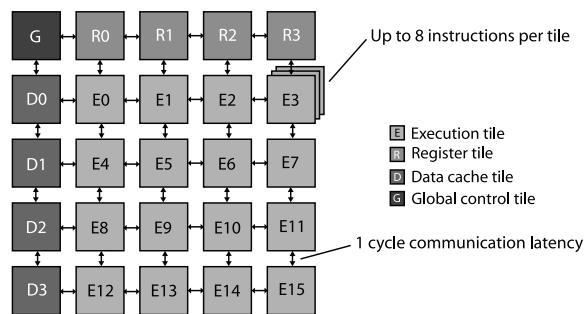 G R0 R1 R2 R3
Up to 8 instructions per tile
D0 E0 E1 E2 E3
E Execution tile
R Register tile
D1 E4 E5 E6 E7
D Data cache tile
G Global control tile
D2 E8 E9 E10 E11
1 cycle communication latency
D3 E12 E13 E14 E15